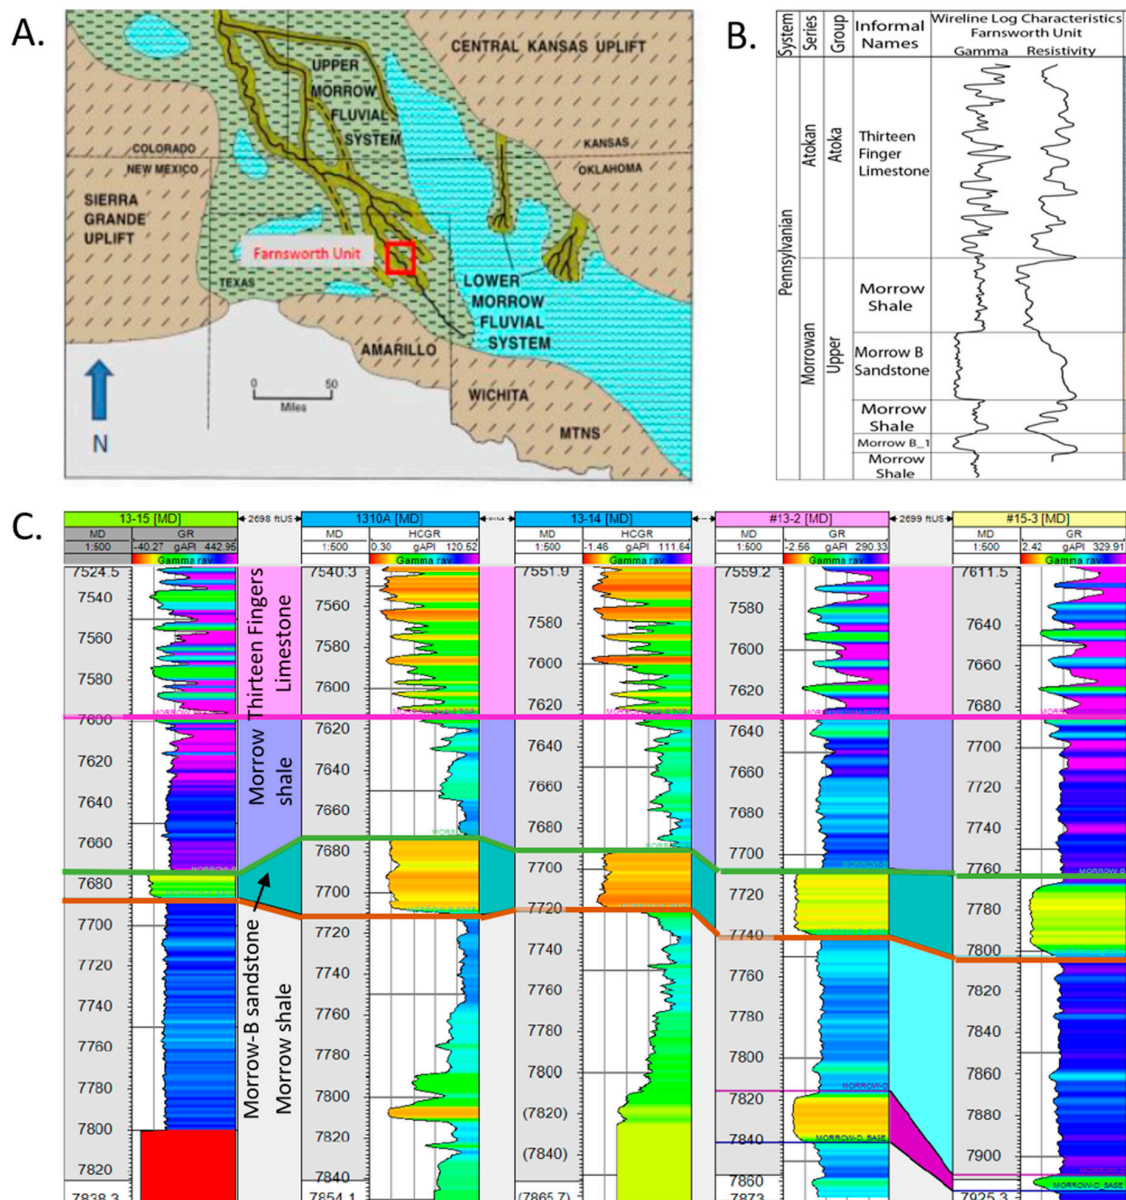 A.
CENTRAL KANSAS UPLIFT
UPPER
MORROW
FLUVIAL
SYSTEM
COLORADO
NEW MEXICO
KANSAS
OKLAHOMA
SIERRA
GRANDE
UPLIFT
Farnsworth Unit
TEXAS
LOWER
MORROW
FLUVIAL
SYSTEM
AMARILLO
WICHITA
MTNS
0 50
Miles
N
B.
System
Series
Group
Informal
Names
Wireline Log Characteristics
Farnsworth Unit
Gamma Resistivity
Pennsylvanian
Atokan
Atoka
Thirteen
Finger
Limestone
Morrowan
Upper
Morrow
Shale
Morrow B
Sandstone
Morrow
Shale
Morrow B_1
Morrow
Shale
C.
13-15 [MD]
MD GR
1:500 -40.27 gAPI 442.95
Gamma ray
7524.5
7540
7560
7580
7600
7620
7640
7660
7680
7700
7720
7740
7760
7780
7800
7820
7838.3
2698 ftUS
Morrow Thirteen Fingers
shale Limestone
Morrow-B sandstone
Morrow shale
1310A [MD]
MD HCGR
1:500 0.30 gAPI 120.62
Gamma ray
7540.3
7560
7580
7600
7620
7640
7660
7680
7700
7720
7740
7760
7780
7800
7820
7840
7854.1
13-14 [MD]
MD HCGR
1:500 -1.46 gAPI 111.64
Gamma ray
7551.9
7580
7600
7620
7640
7660
7680
7700
7720
7740
7760
7780
7800
(7820)
(7840)
(7865.7)
#13-2 [MD]
MD GR
1:500 -2.56 gAPI 290.33
Gamma ray
7559.2
7580
7600
7620
7640
7660
7680
7700
7720
7740
7760
7780
7800
7820
7840
7860
7873
MORROW-D
MORROW-D_BASE
2699 ftUS
#15-3 [MD]
MD GR
1:500 2.42 gAPI 329.91
Gamma ray
7611.5
7640
7660
7700
7720
7740
7760
7780
7800
7820
7840
7860
7880
7900
7925.3
MORROW-D_BASE